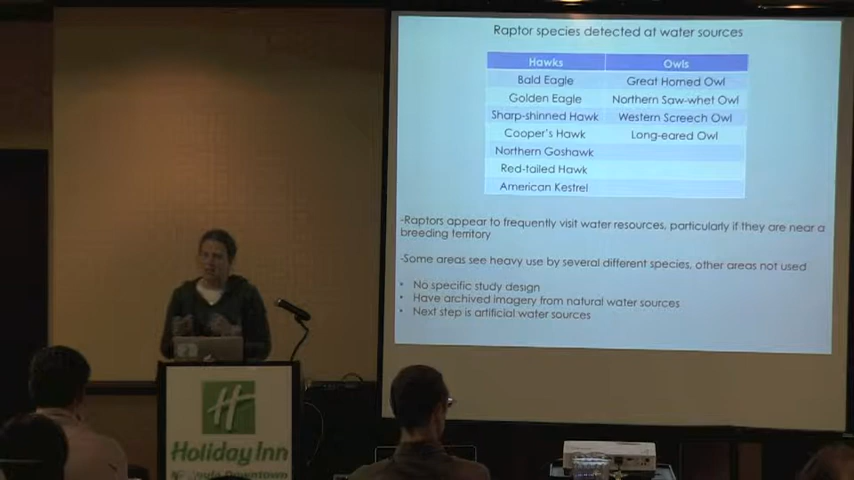 Raptor species detected at water sources
Hawks Owls
Bald Eagle Great Horned Owl
Golden Eagle Northern Saw-whet Owl
Sharp-shinned Hawk Western Screech Owl
Cooper's Hawk Long-eared Owl
Northern Goshawk
Red-tailed Hawk
American Kestrel
-Raptors appear to frequently visit water resources, particularly if they are near a
breeding territory
-Some areas see heavy use by several different species, other areas not used
• No specific study design
• Have archived imagery from natural water sources
• Next step is artificial water sources
H
Holiday Inn
Downtown